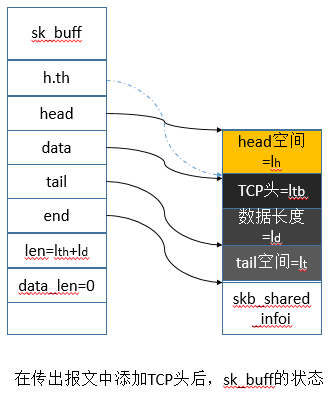 sk_buff
h.th
head
data
tail
end
len=lth+ld
data_len=0
head空间
=lh
TCP头=ltb
数据长度
=ld
tail空间=lt
skb_shared
_infoi
在传出报文中添加TCP头后，sk_buff的状态